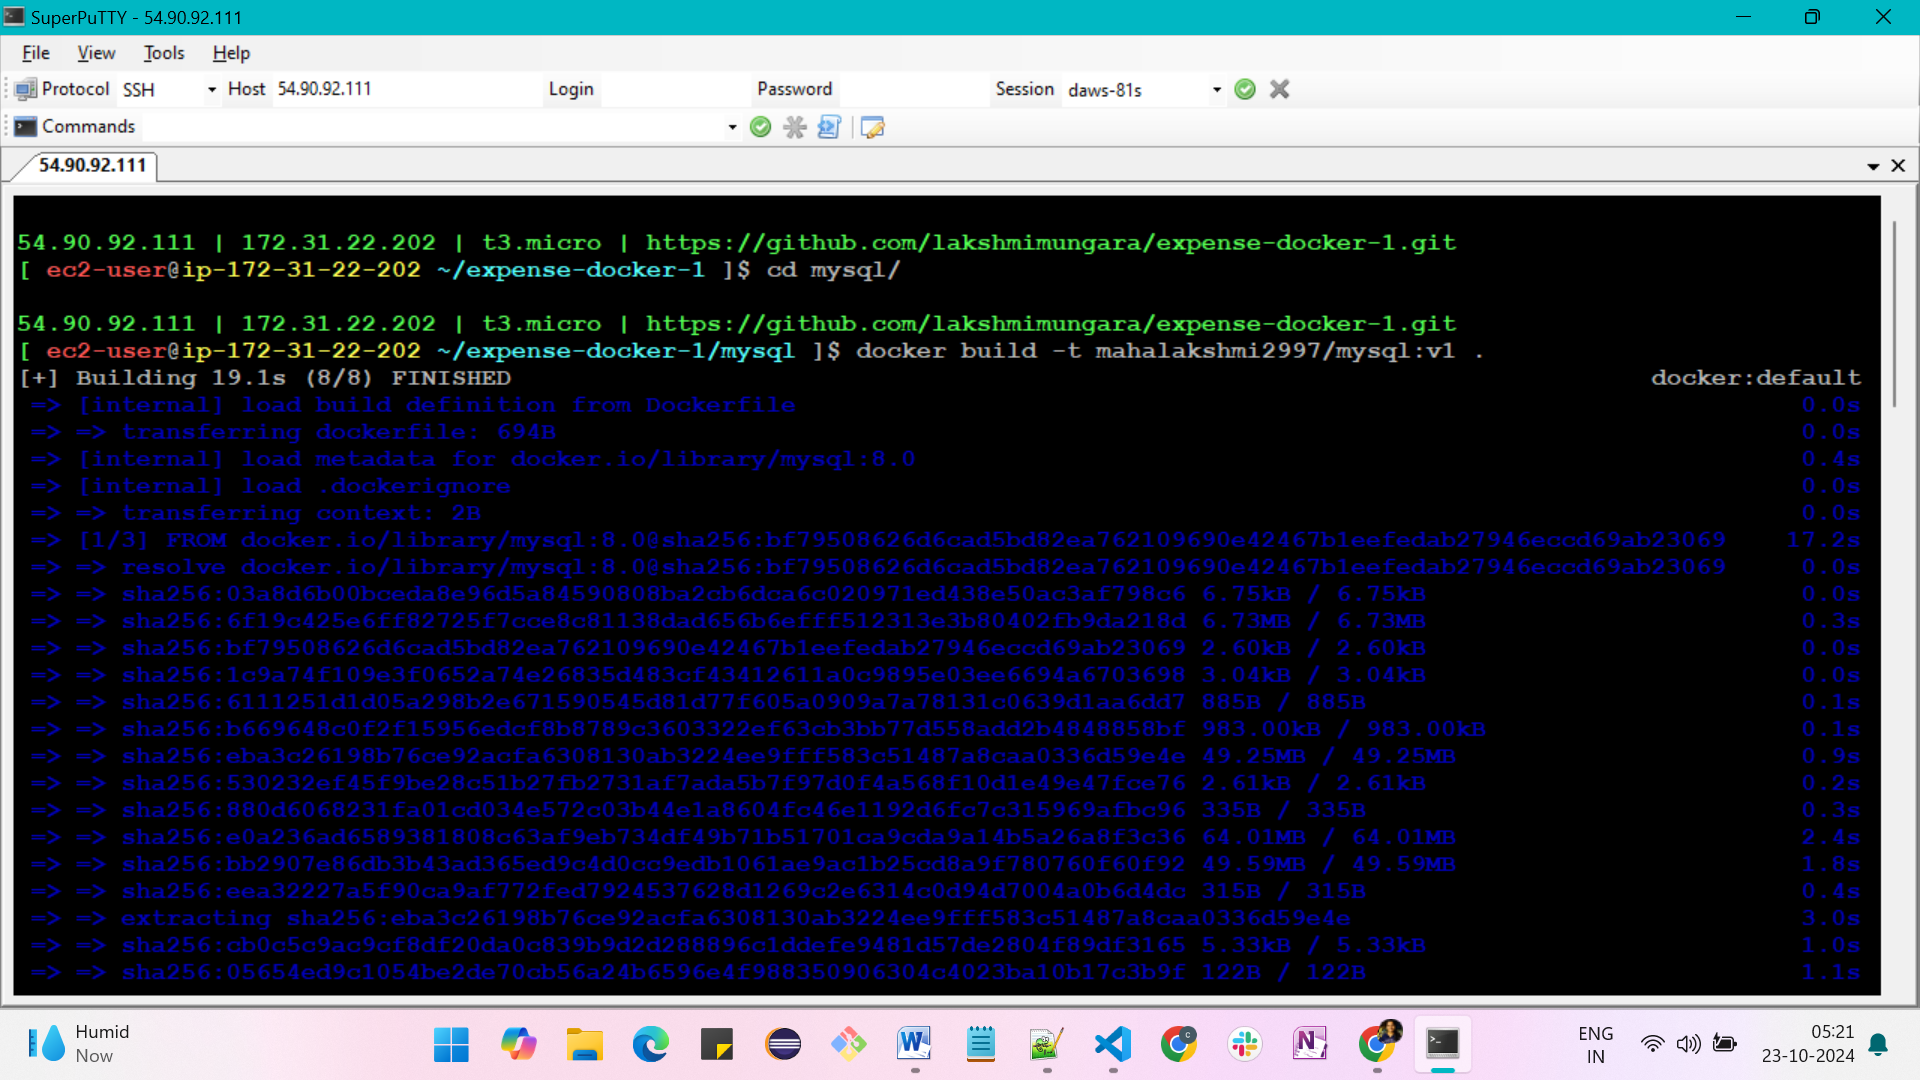 SuperPuTTY - 54.90.92.111
File View Tools Help
Protocol SSH Host 54.90.92.111 Login Password Session daws-81s
Commands
54.90.92.111
54.90.92.111 | 172.31.22.202 | t3.micro | https://github.com/lakshmimungara/expense-docker-1.git
[ ec2-user@ip-172-31-22-202 ~/expense-docker-1 ]$ cd mysql/
54.90.92.111 | 172.31.22.202 | t3.micro | https://github.com/lakshmimungara/expense-docker-1.git
[ ec2-user@ip-172-31-22-202 ~/expense-docker-1/mysql ]$ docker build -t mahalakshmi2997/mysql:v1 .
[+] Building 19.1s (8/8) FINISHED docker:default
=> [internal] load build definition from Dockerfile 0.0s
=> => transferring dockerfile: 694B 0.0s
=> [internal] load metadata for docker.io/library/mysql:8.0 0.4s
=> [internal] load .dockerignore 0.0s
=> => transferring context: 2B 0.0s
=> [1/3] FROM docker.io/library/mysql:8.0@sha256:bf79508626d6cad5bd82ea762109690e42467b1eefedab27946eccd69ab23069 17.2s
=> => resolve docker.io/library/mysql:8.0@sha256:bf79508626d6cad5bd82ea762109690e42467b1eefedab27946eccd69ab23069 0.0s
=> => sha256:03a8d6b00bceda8e96d5a84590808ba2cb6dca6c020971ed438e50ac3af798c6 6.75kB / 6.75kB 0.0s
=> => sha256:6f19c425e6ff82725f7cce8c81138dad656b6efff512313e3b80402fb9da218d 6.73MB / 6.73MB 0.3s
=> => sha256:bf79508626d6cad5bd82ea762109690e42467b1eefedab27946eccd69ab23069 2.60kB / 2.60kB 0.0s
=> => sha256:1c9a74f109e3f0652a74e26835d483cf43412611a0c9895e03ee6694a6703698 3.04kB / 3.04kB 0.0s
=> => sha256:6111251d1d05a298b2e671590545d81d77f605a0909a7a78131c0639d1aa6dd7 885B / 885B 0.1s
=> => sha256:b669648c0f2f15956edcf8b8789c3603322ef63cb3bb77d558add2b4848858bf 983.00kB / 983.00kB 0.1s
=> => sha256:eba3c26198b76ce92acfa6308130ab3224ee9fff583c51487a8caa0336d59e4e 49.25MB / 49.25MB 0.9s
=> => sha256:530232ef45f9be28c51b27fb2731af7ada5b7f97d0f4a568f10d1e49e47fce76 2.61kB / 2.61kB 0.2s
=> => sha256:880d6068231fa01cd034e572c03b44e1a8604fc46e1192d6fc7c315969afbc96 335B / 335B 0.3s
=> => sha256:e0a236ad6589381808c63af9eb734df49b71b51701ca9cda9a14b5a26a8f3c36 64.01MB / 64.01MB 2.4s
=> => sha256:bb2907e86db3b43ad365ed9c4d0cc9edb1061ae9ac1b25cd8a9f780760f60f92 49.59MB / 49.59MB 1.8s
=> => sha256:eea32227a5f90ca9af772fed7924537628d1269c2e6314c0d94d7004a0b6d4dc 315B / 315B 0.4s
=> => extracting sha256:eba3c26198b76ce92acfa6308130ab3224ee9fff583c51487a8caa0336d59e4e 3.0s
=> => sha256:cb0c5c9ac9cf8df20da0c839b9d2d288896c1ddefe9481d57de2804f89df3165 5.33kB / 5.33kB 1.0s
=> => sha256:05654ed9c1054be2de70cb56a24b6596e4f988350906304c4023ba10b17c3b9f 122B / 122B 1.1s
Humid
Now
ENG
IN
05:21
23-10-2024